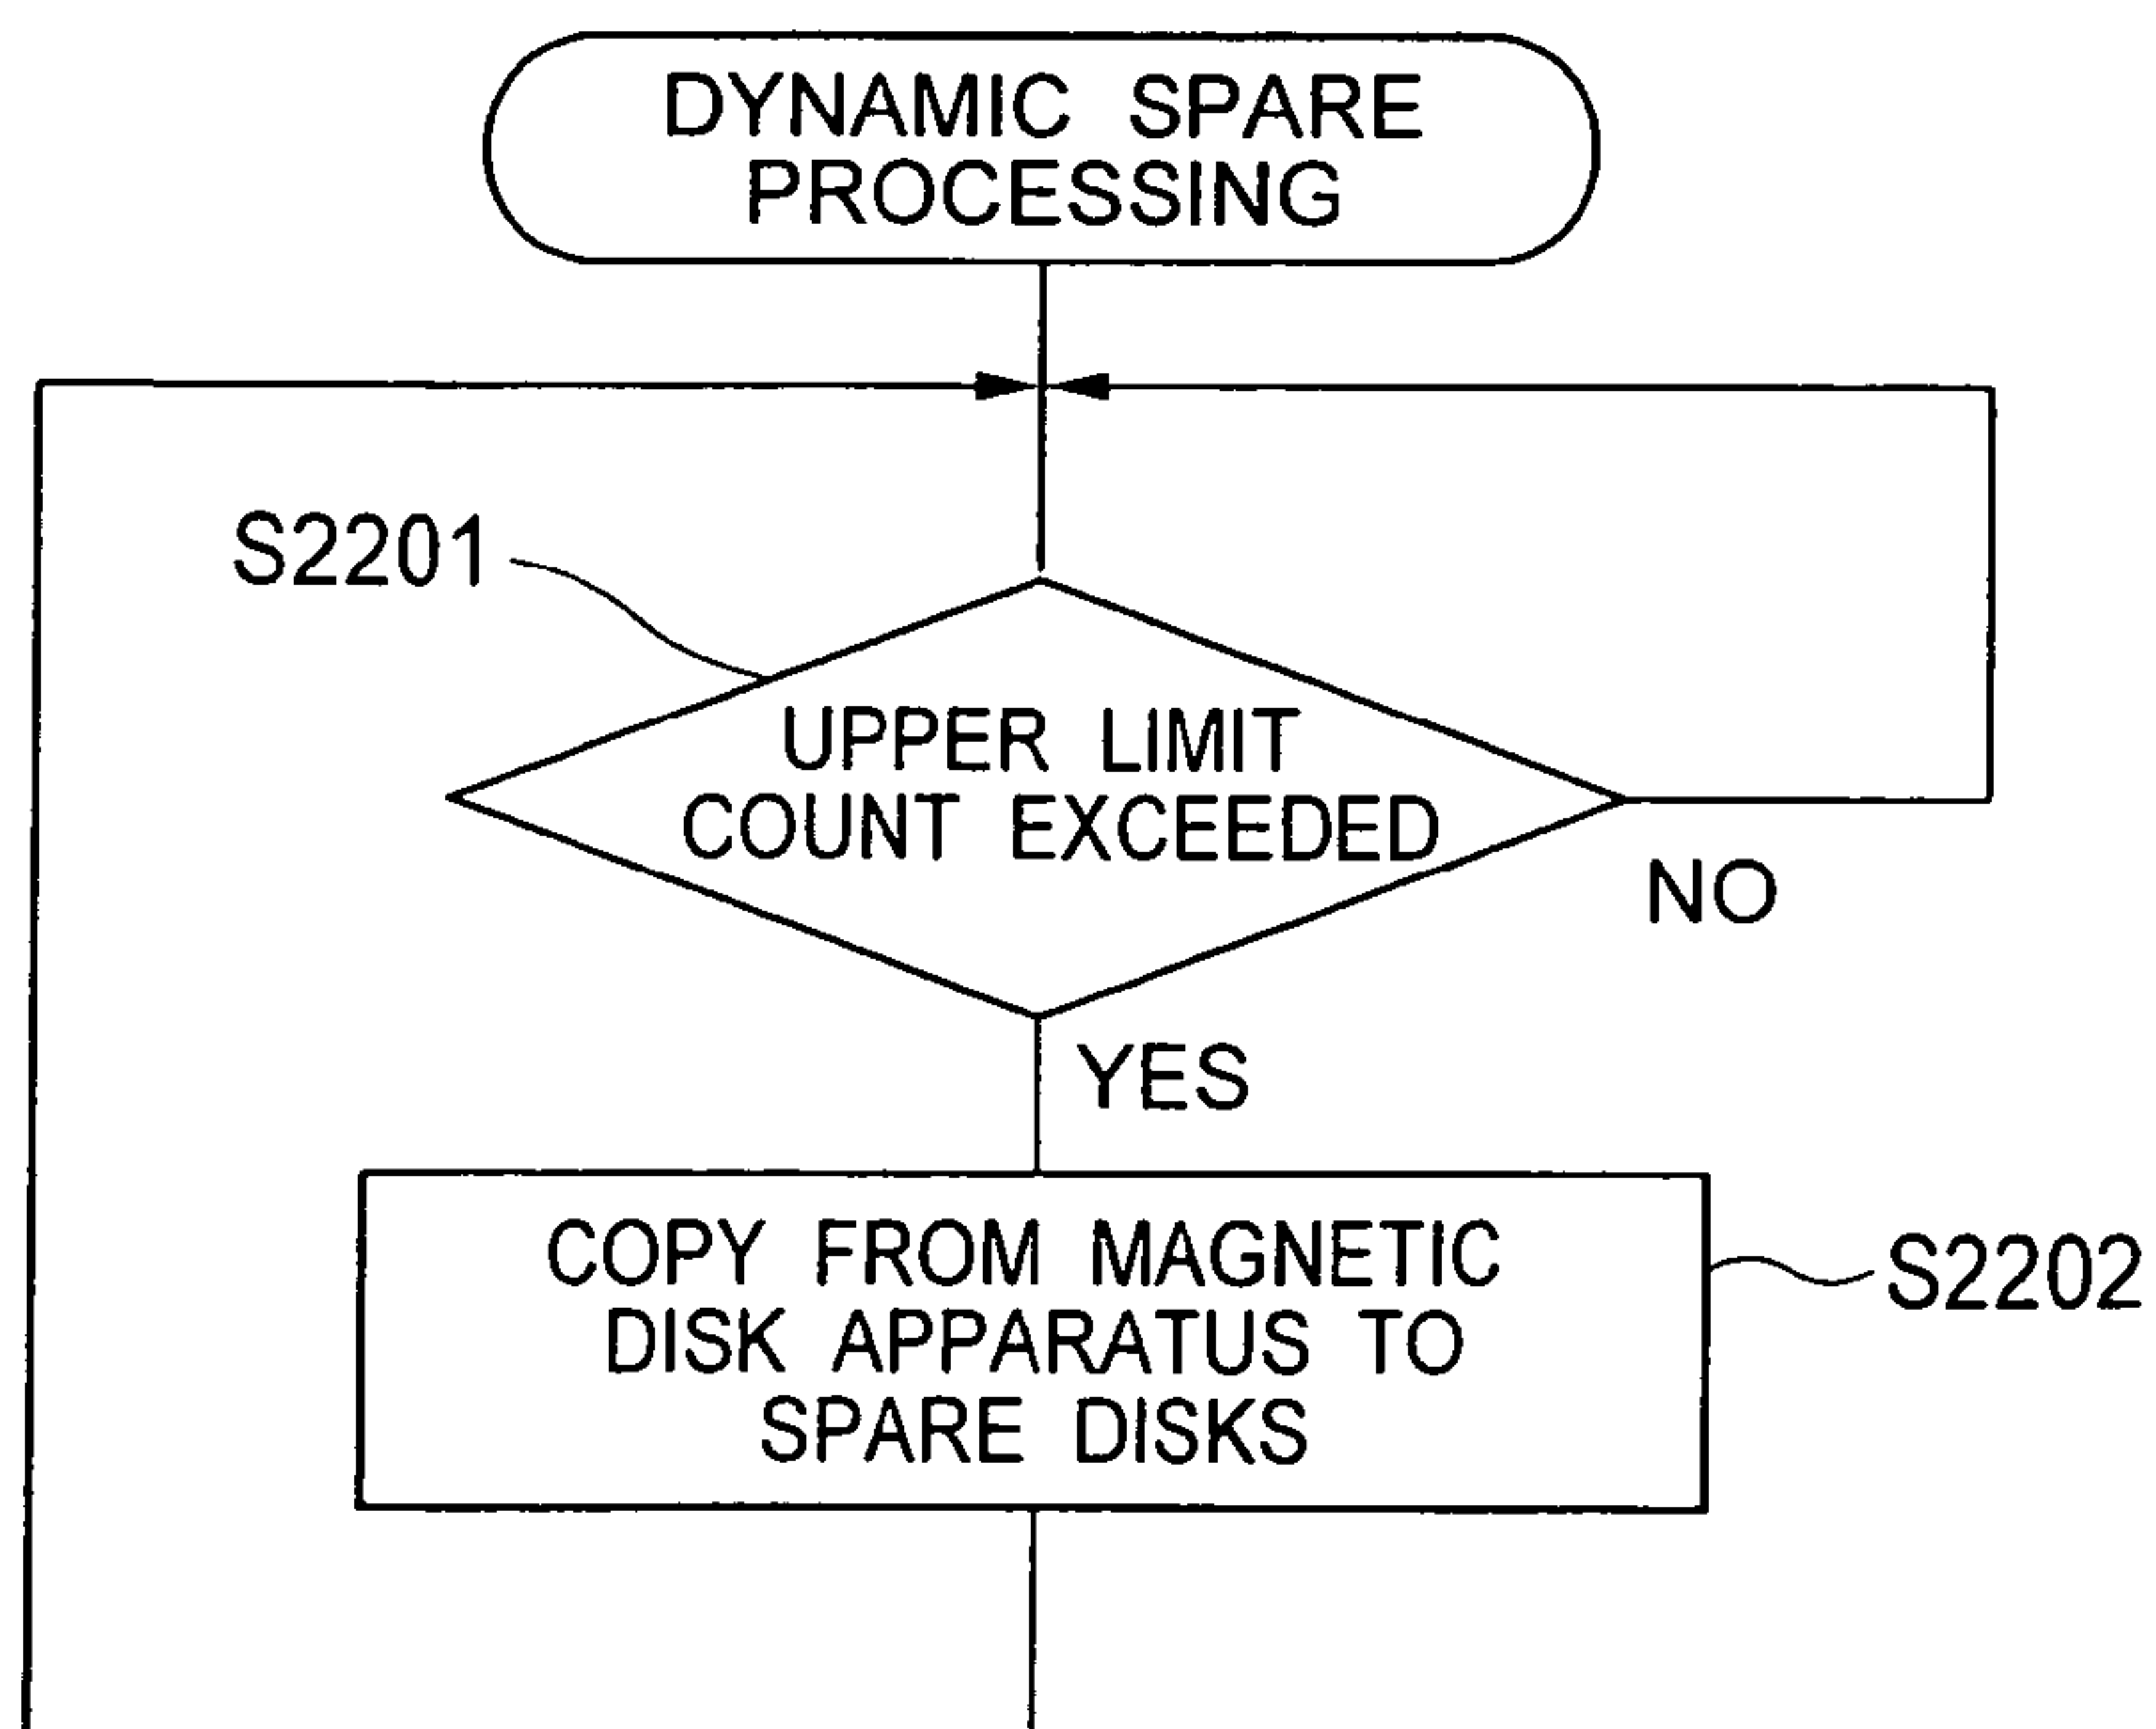 DYNAMIC SPARE
PROCESSING
S2201
UPPER LIMIT
COUNT EXCEEDED
NO
YES
COPY FROM MAGNETIC
DISK APPARATUS TO
SPARE DISKS
S2202